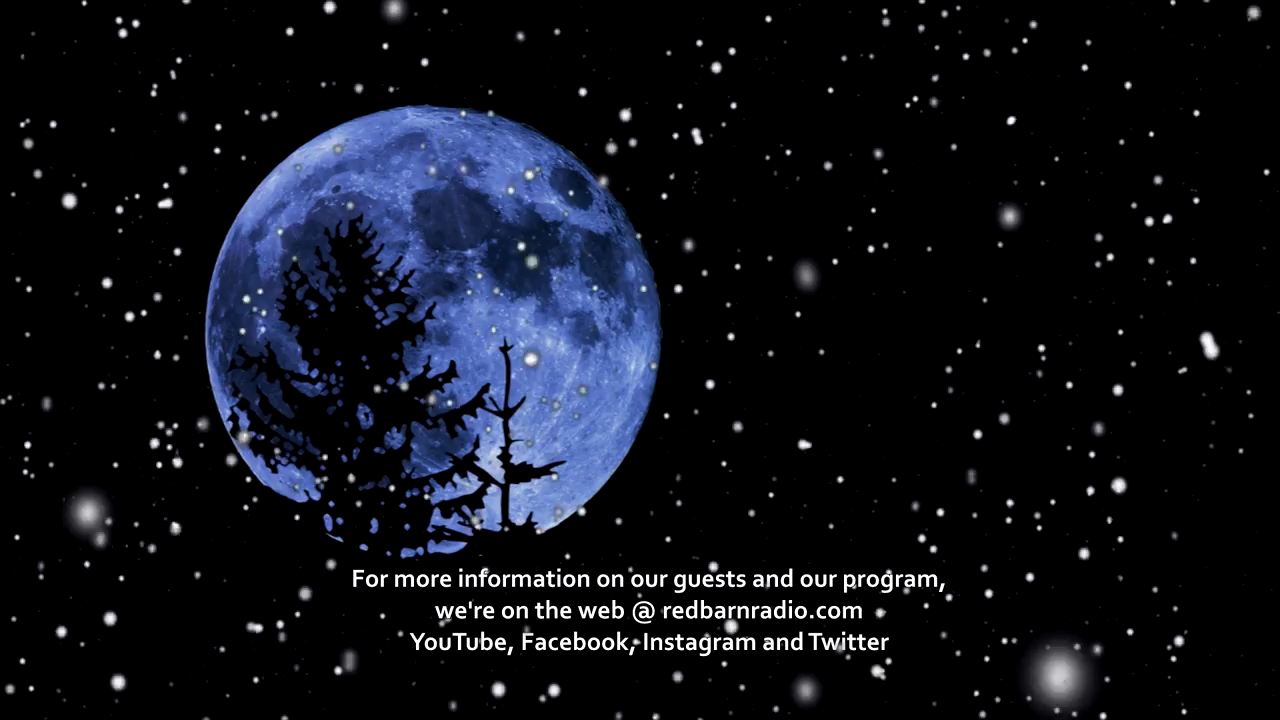 For more information on our guests and our program,
we're on the web @ redbarnradio.com
YouTube, Facebook, Instagram and Twitter